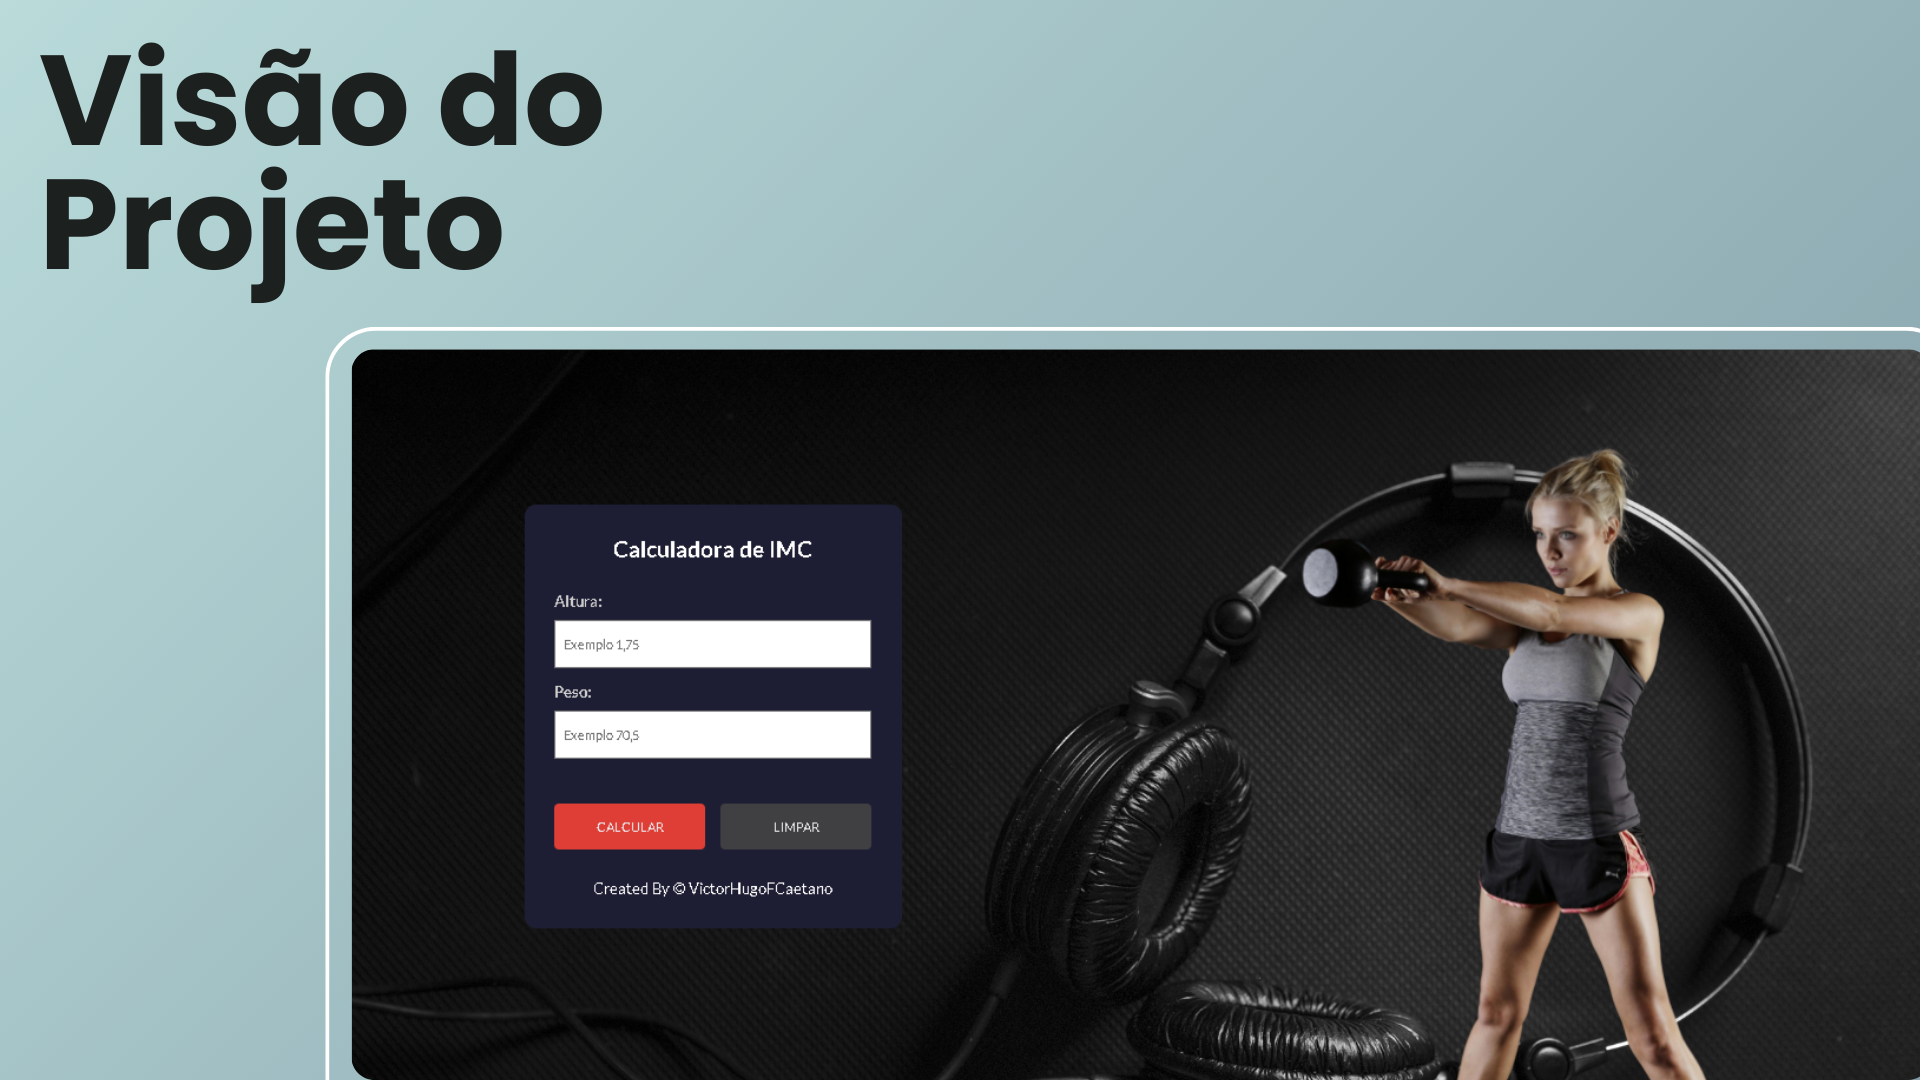 Visão do
Projeto
Calculadora de IMC
Altura:
Exemplo 1,75
Peso:
Exemplo 70,5
CALCULAR
LIMPAR
Created By © VictorHugoFCaetano